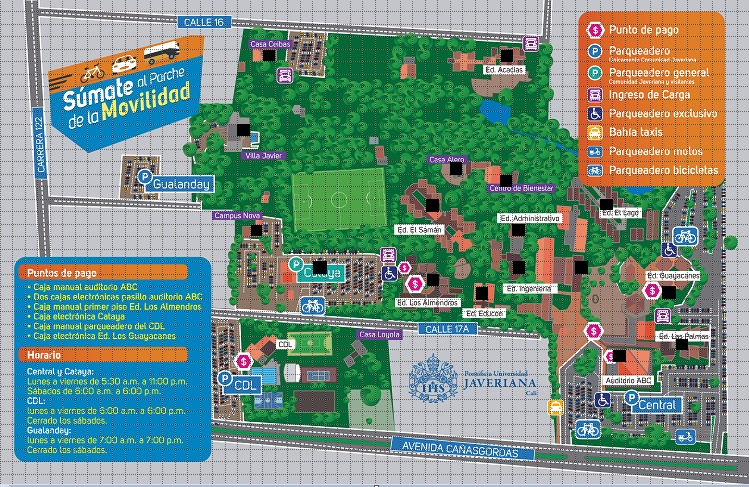 CALLE 16
Súmate al Parche
de la Movilidad
CARRERA 122
Casa Ceibas
Ed. Acacias
Punto de pago
Parqueadero
Únicamente Comunidad Javeriana
Parqueadero general
Comunidad Javeriana y visitantes
Ingreso de Carga
Parqueadero exclusivo
Bahía taxis
Parqueadero motos
Parqueadero bicicletas
Villa Javier
Gualanday
Casa Alero
Centro de Bienestar
Campus Nova
Ed. El Samán
Ed. Administrativo
Ed. El Lago
Cataya
Ed. Los Almendros
Ed. Educon
Ed. Ingeniería
Ed. Guayacanes
Ed. Las Palmas
CALLE 17A
Casa Loyola
CDL
CDL
Auditorio ABC
Central
Pontificia Universidad
JAVERIANA
Cali
IHS
AVENIDA CAÑASGORDAS
Puntos de pago
• Caja manual auditorio ABC
• Dos cajas electrónicas pasillo auditorio ABC
• Caja manual primer piso Ed. Los Almendros
• Caja electrónica Cataya
• Caja manual parqueadero del CDL
• Caja electrónica Ed. Los Guayacanes
Horario
Central y Cataya:
Lunes a viernes de 5:30 a.m. a 11:00 p.m.
Sábados de 6:00 a.m. a 6:00 p.m.
CDL:
lunes a viernes de 6:00 a.m. a 6:00 p.m.
Cerrado los sábados.
Gualanday:
lunes a viernes de 7:00 a.m. a 7:00 p.m.
Cerrado los sábados.